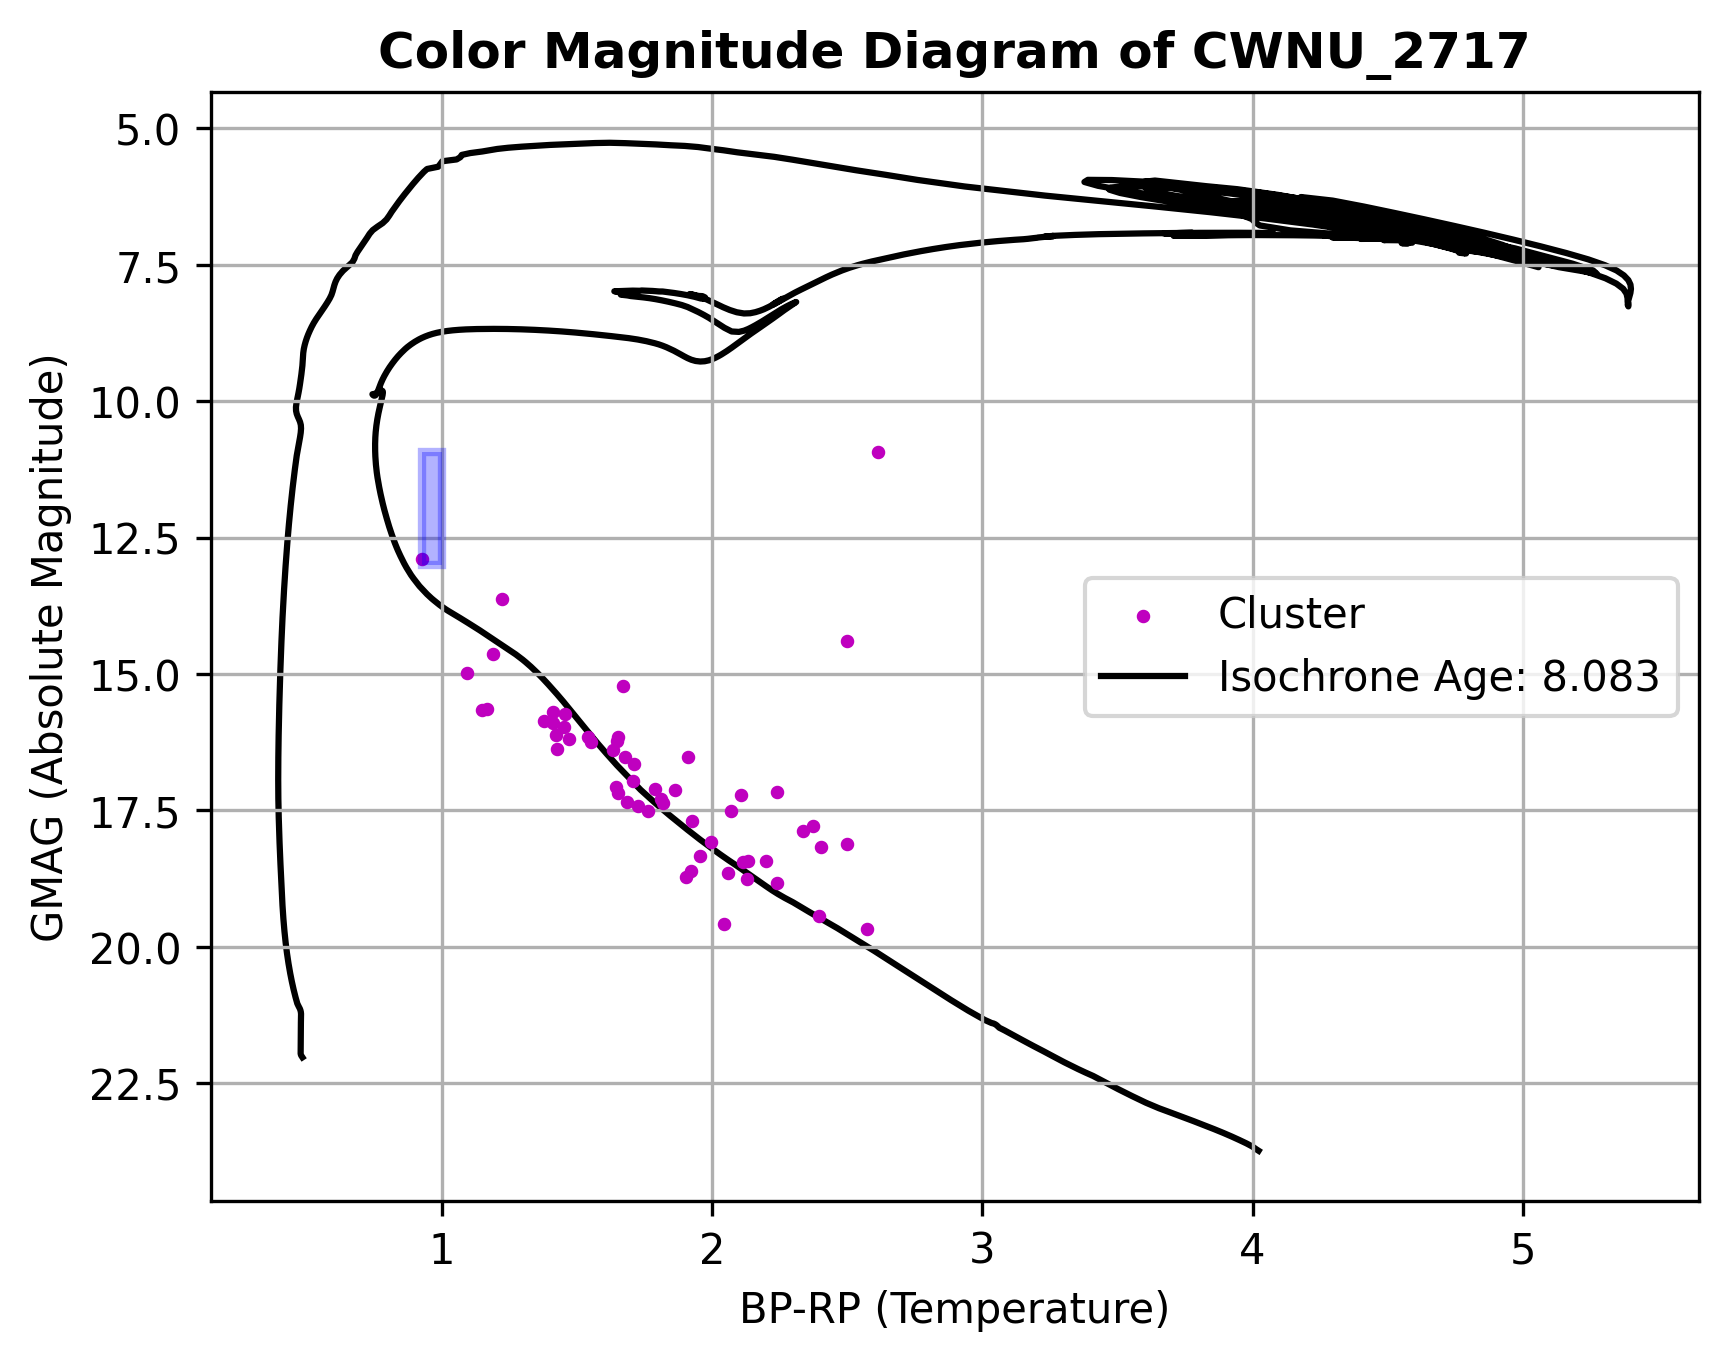 Color Magnitude Diagram of CWNU_2717
GMAG (Absolute Magnitude)
5.0
7.5
10.0
12.5
15.0
17.5
20.0
22.5
Cluster
Isochrone Age: 8.083
1 2 3 4 5
BP-RP (Temperature)